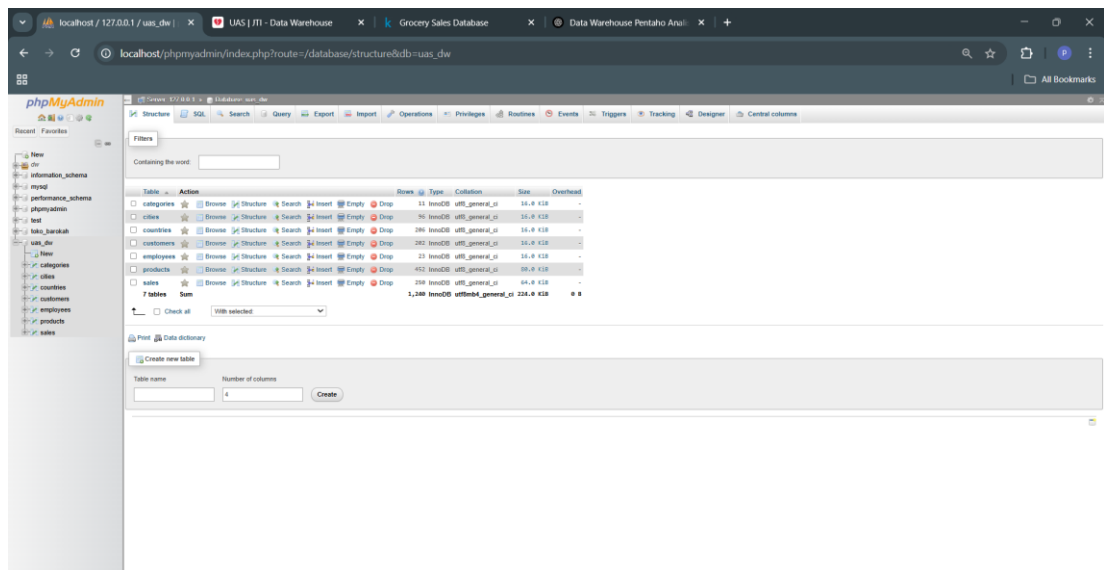 localhost / 127.0.0.1 / uas_dw |
UAS | JTI - Data Warehouse
Grocery Sales Database
Data Warehouse Pentaho Anali
localhost/phpmyadmin/index.php?route=/database/structure&db=uas_dw
All Bookmarks
phpMyAdmin
Recent Favorites
New
dw
information_schema
mysql
performance_schema
phpmyadmin
test
toko_barokah
uas_dw
New
categories
cities
countries
customers
employees
products
sales
Server: 127.0.0.1 » Database: uas_dw
Structure SQL Search Query Export Import Operations Privileges Routines Events Triggers Tracking Designer Central columns
Filters
Containing the word:
Table Action Rows Type Collation Size Overhead
categories Browse Structure Search Insert Empty Drop 11 InnoDB utf8_general_ci 16.0 KiB -
cities Browse Structure Search Insert Empty Drop 96 InnoDB utf8_general_ci 16.0 KiB -
countries Browse Structure Search Insert Empty Drop 206 InnoDB utf8_general_ci 16.0 KiB -
customers Browse Structure Search Insert Empty Drop 202 InnoDB utf8_general_ci 16.0 KiB -
employees Browse Structure Search Insert Empty Drop 23 InnoDB utf8_general_ci 16.0 KiB -
products Browse Structure Search Insert Empty Drop 452 InnoDB utf8_general_ci 80.0 KiB -
sales Browse Structure Search Insert Empty Drop 250 InnoDB utf8_general_ci 64.0 KiB -
7 tables Sum 1,240 InnoDB utf8mb4_general_ci 224.0 KiB 0 B
Check all With selected:
Print Data dictionary
Create new table
Table name Number of columns
4 Create